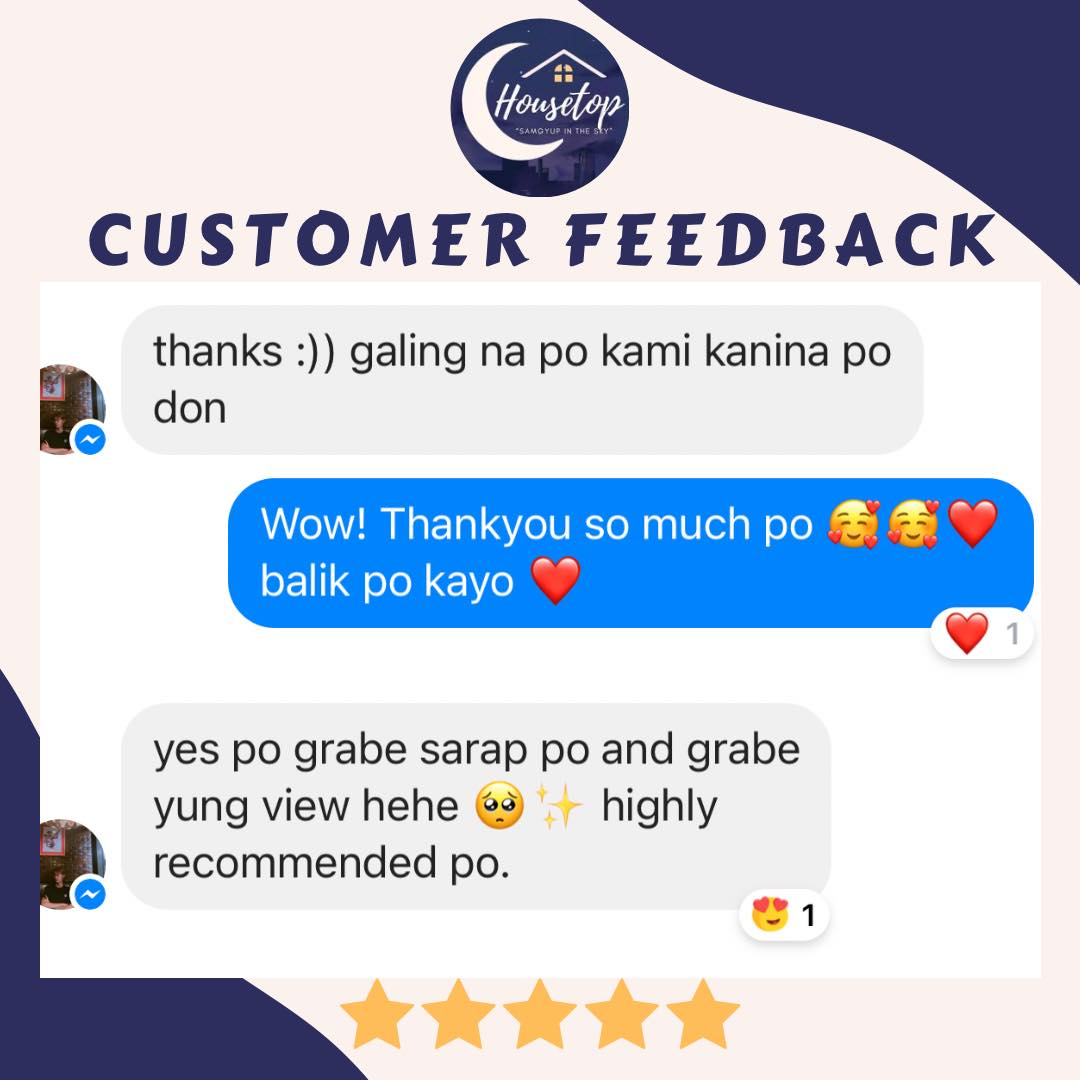 Housetop
"SAMGYUP IN THE SKY"
CUSTOMER FEEDBACK
thanks :)) galing na po kami kanina po
don
Wow! Thankyou so much po 🥰🥰❤️
balik po kayo ❤️
❤️ 1
yes po grabe sarap po and grabe
yung view hehe 🥺✨ highly
recommended po.
😍 1